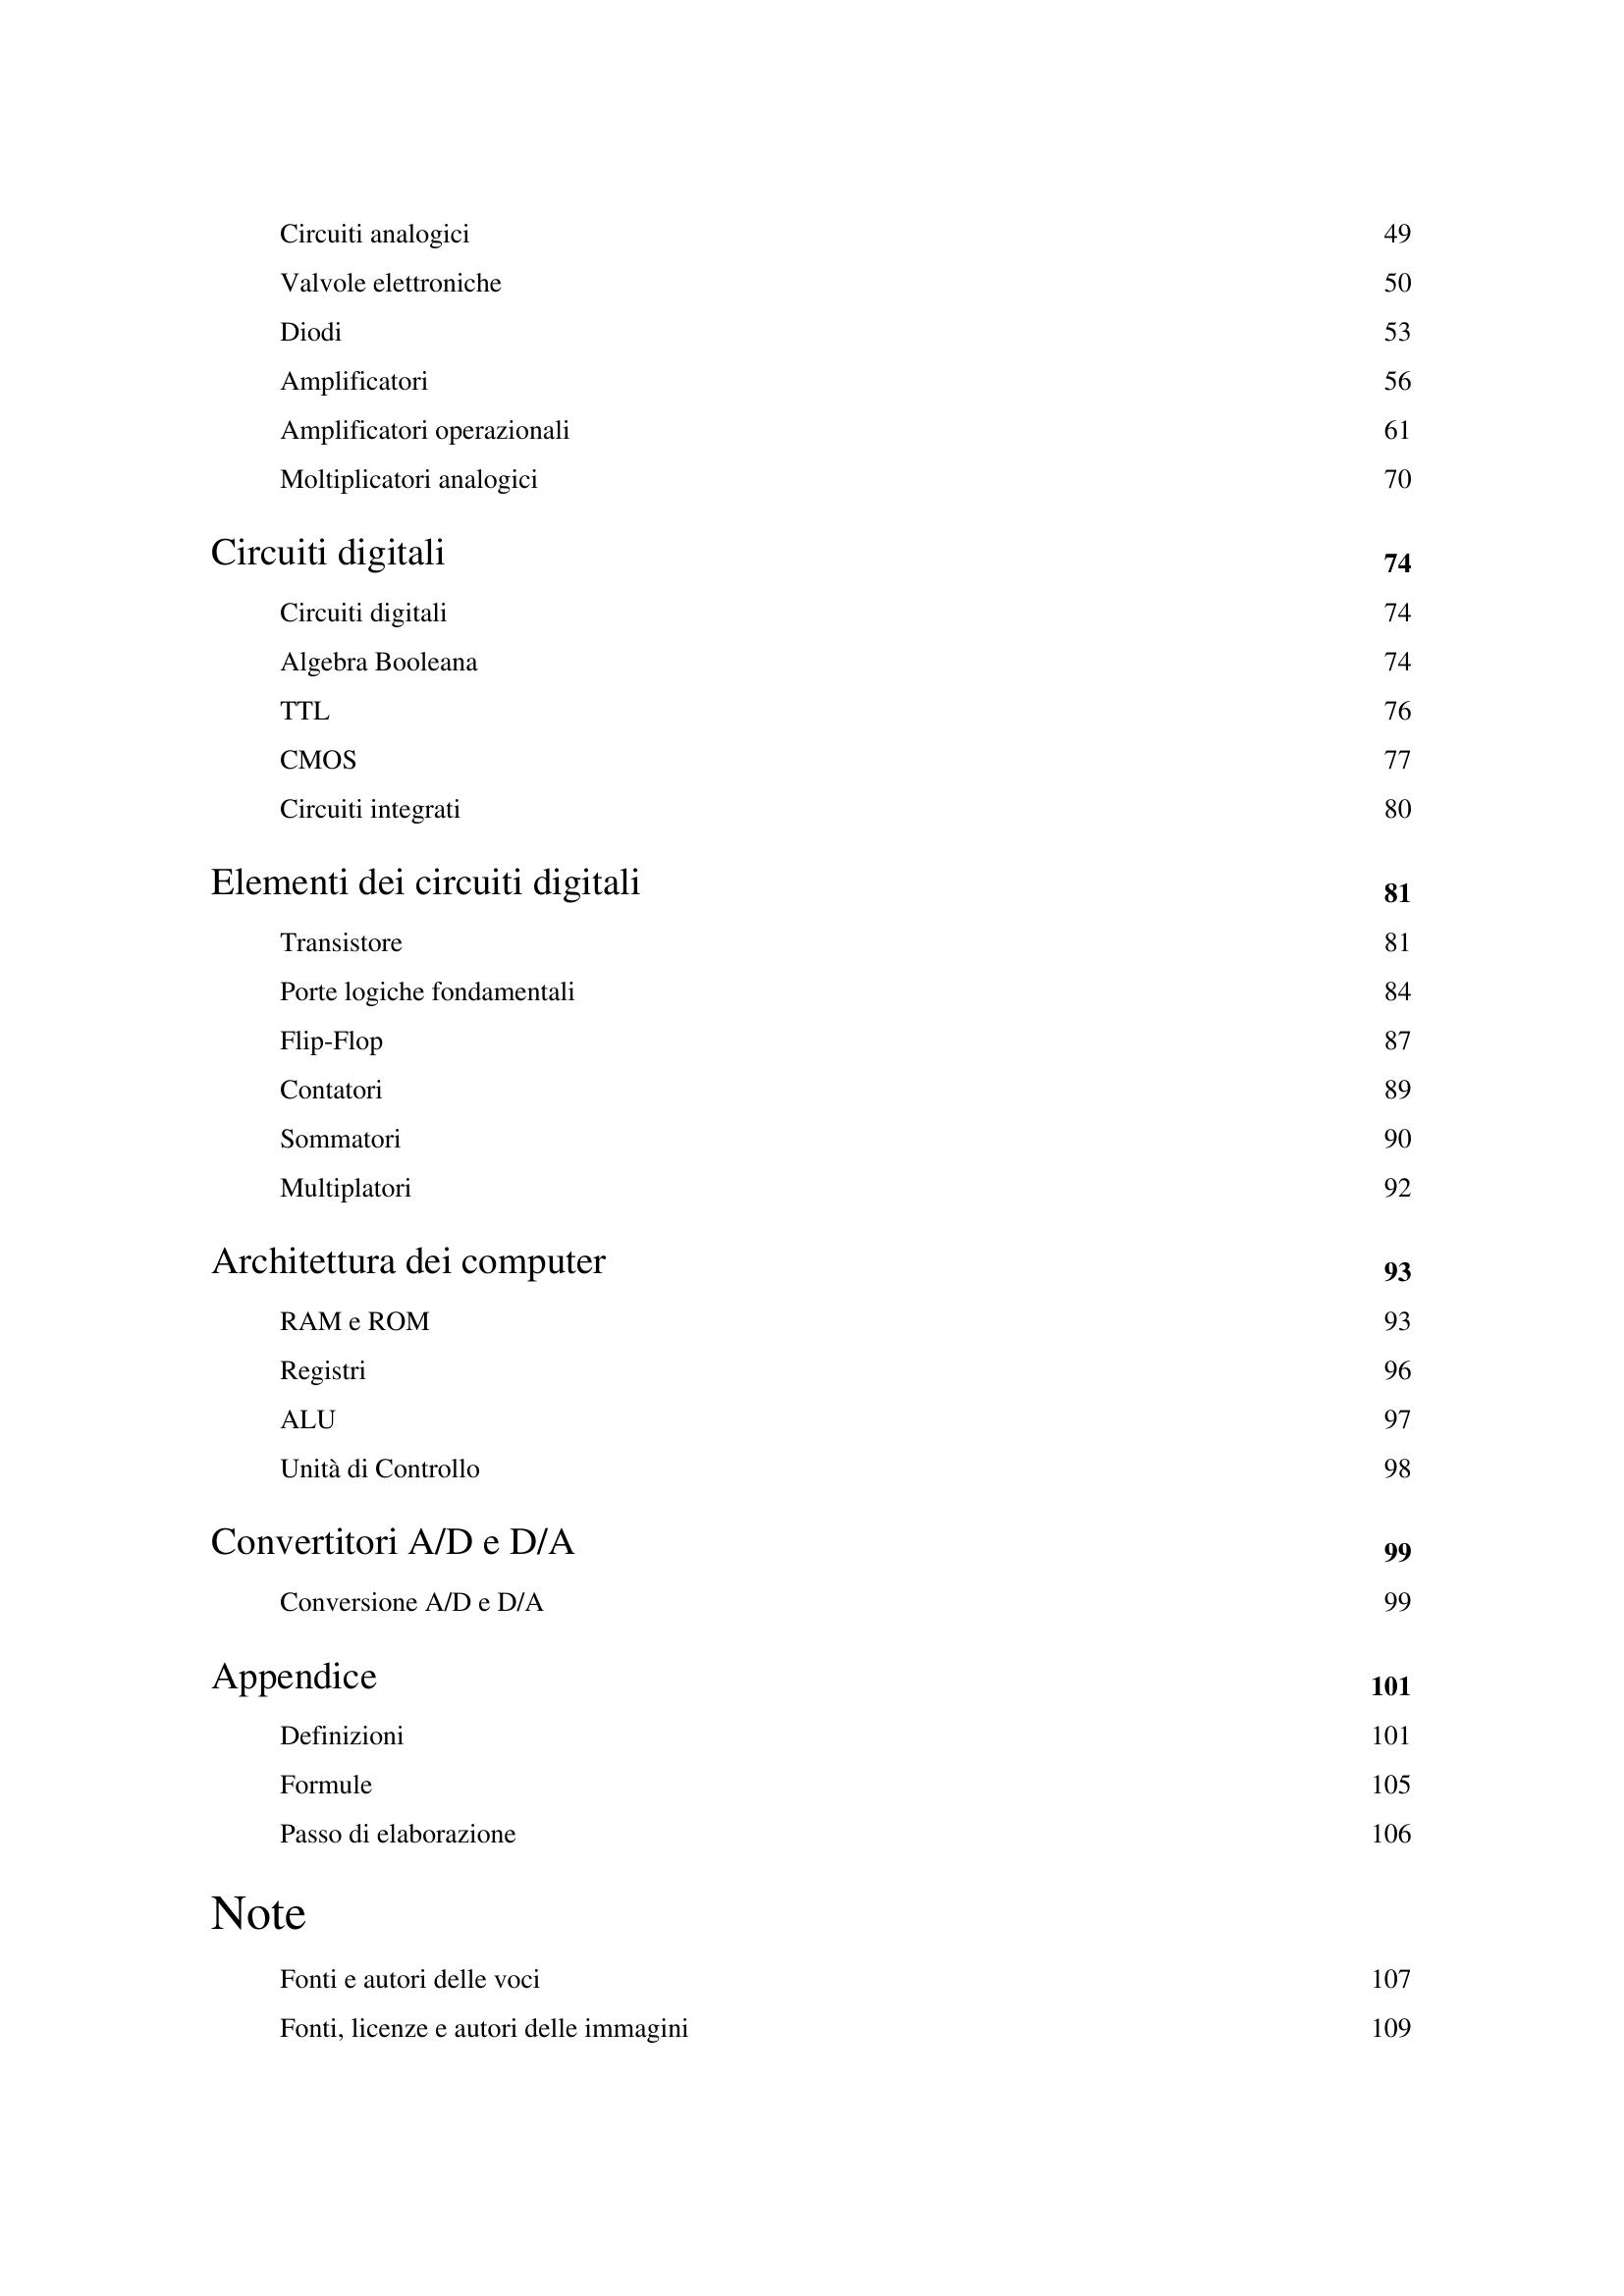 Circuiti analogici 49
Valvole elettroniche 50
Diodi 53
Amplificatori 56
Amplificatori operazionali 61
Moltiplicatori analogici 70
Circuiti digitali 74
Circuiti digitali 74
Algebra Booleana 74
TTL 76
CMOS 77
Circuiti integrati 80
Elementi dei circuiti digitali 81
Transistore 81
Porte logiche fondamentali 84
Flip-Flop 87
Contatori 89
Sommatori 90
Multiplatori 92
Architettura dei computer 93
RAM e ROM 93
Registri 96
ALU 97
Unità di Controllo 98
Convertitori A/D e D/A 99
Conversione A/D e D/A 99
Appendice 101
Definizioni 101
Formule 105
Passo di elaborazione 106
Note
Fonti e autori delle voci 107
Fonti, licenze e autori delle immagini 109